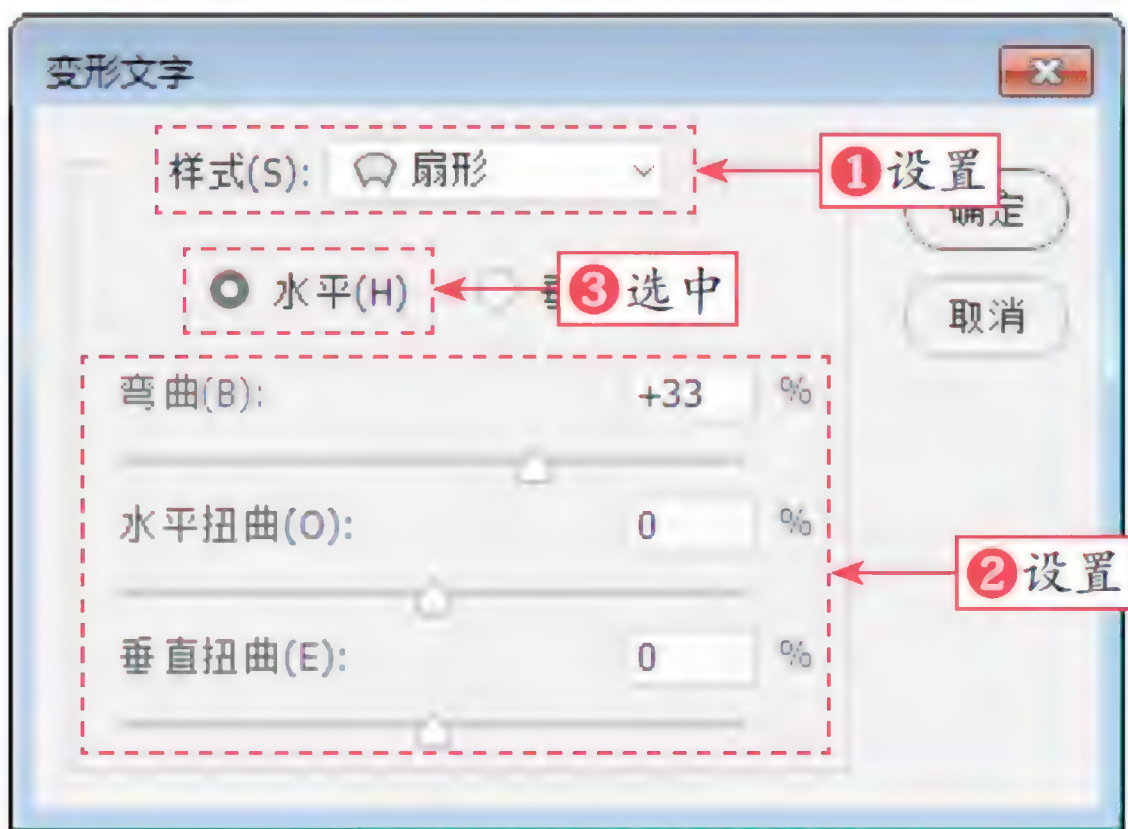 变形文字
样式(S): 扇形
❶设置
确定
水平(H)
❸选中
取消
弯曲(B): +33 %
水平扭曲(O): 0 %
❷设置
垂直扭曲(E): 0 %